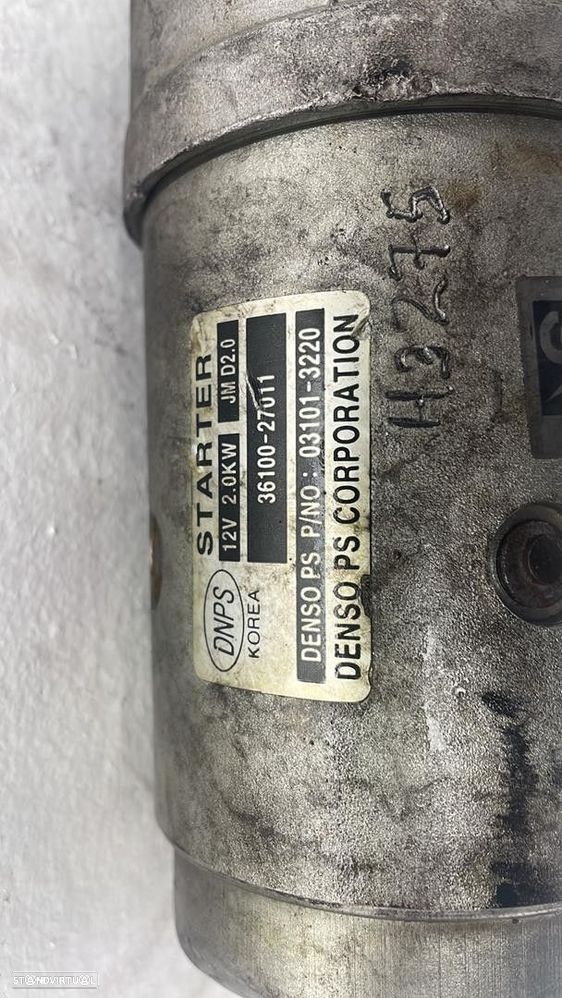 DNPS
KOREA
STARTER
12V 2.0KW JM D2.0
36100-27011
DENSO PS P/NO : 03101-3220
DENSO PS CORPORATION
STANDVIRTUAL